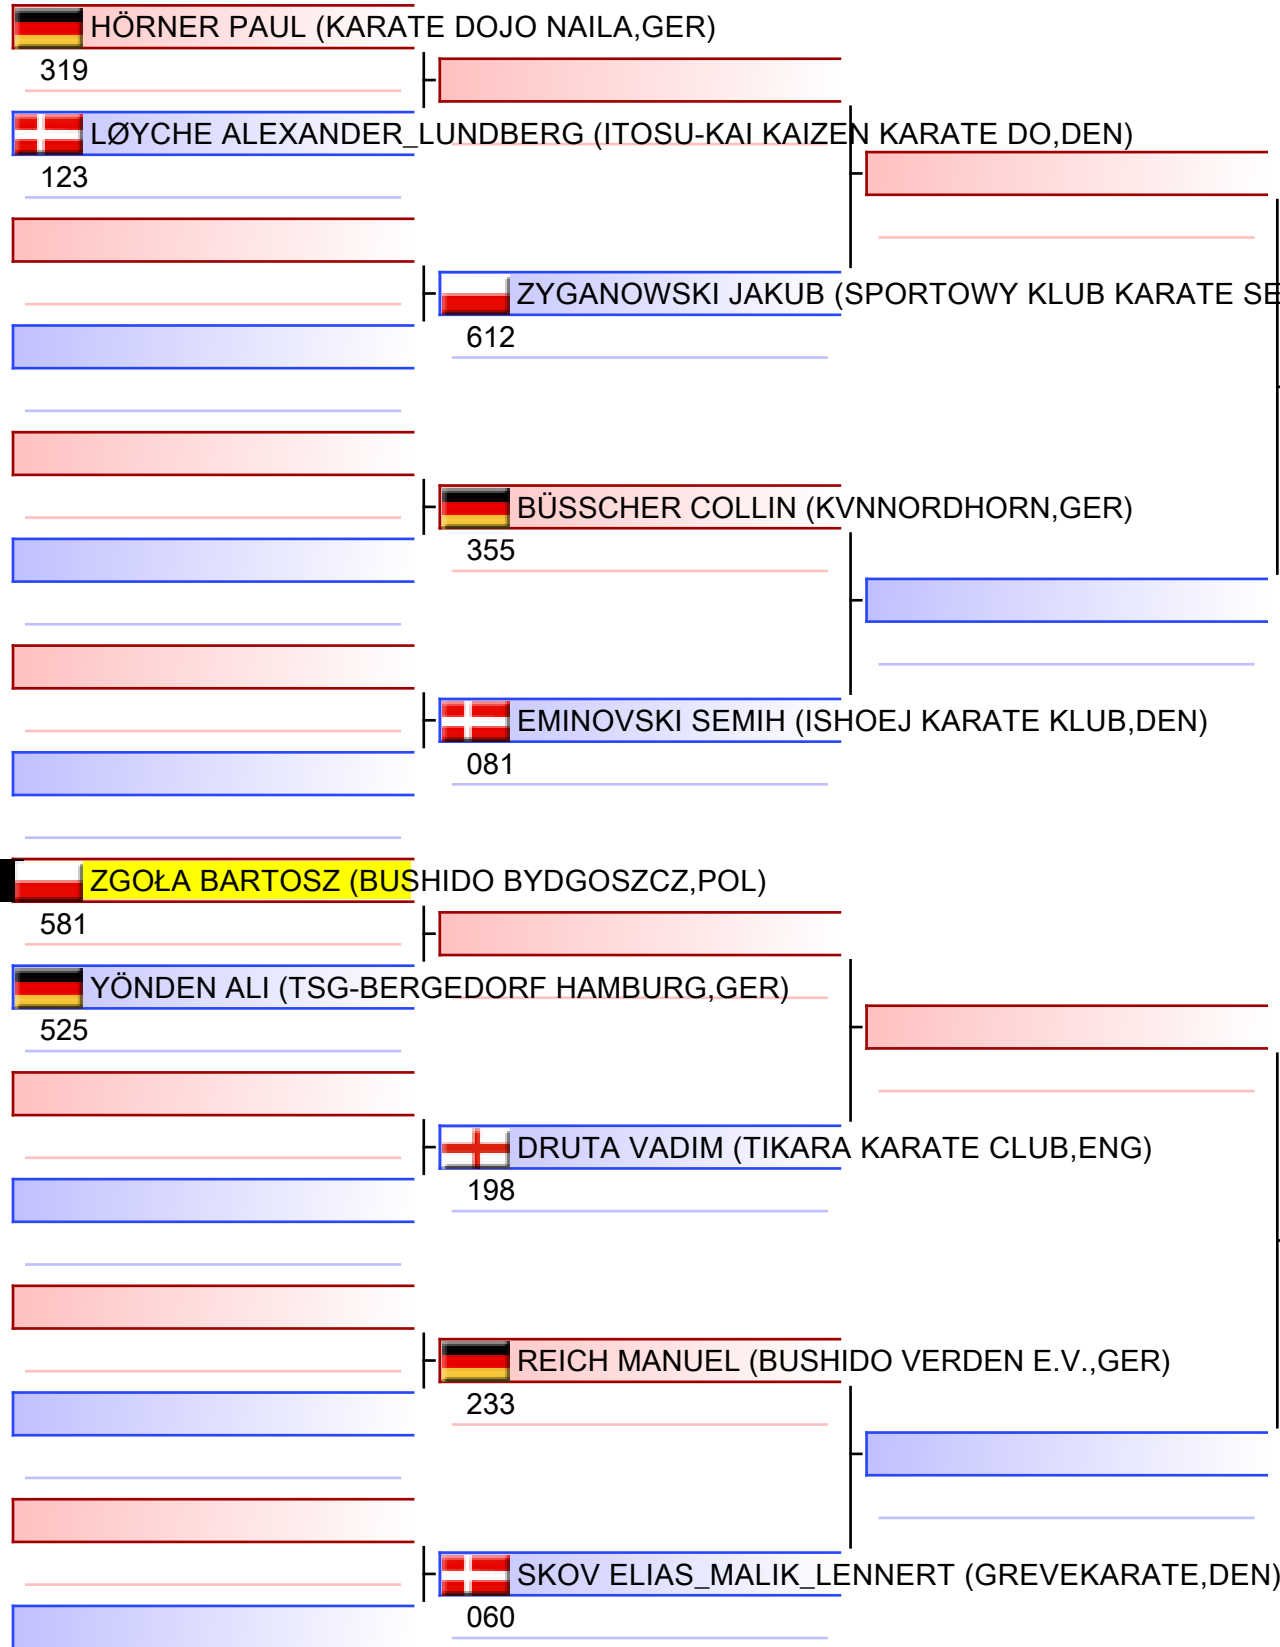 HÖRNER PAUL (KARATE DOJO NAILA,GER)
319
LØYCHE ALEXANDER_LUNDBERG (ITOSU-KAI KAIZEN KARATE DO,DEN)
123
ZYGANOWSKI JAKUB (SPORTOWY KLUB KARATE
612
BÜSSCHER COLLIN (KVNNORDHORN,GER)
355
EMINOVSKI SEMIH (ISHOEJ KARATE KLUB,DEN)
081
ZGOŁA BARTOSZ (BUSHIDO BYDGOSZCZ,POL)
581
YÖNDEN ALI (TSG-BERGEDORF HAMBURG,GER)
525
DRUTA VADIM (TIKARA KARATE CLUB,ENG)
198
REICH MANUEL (BUSHIDO VERDEN E.V.,GER)
233
SKOV ELIAS_MALIK_LENNERT (GREVEKARATE,DEN)
060